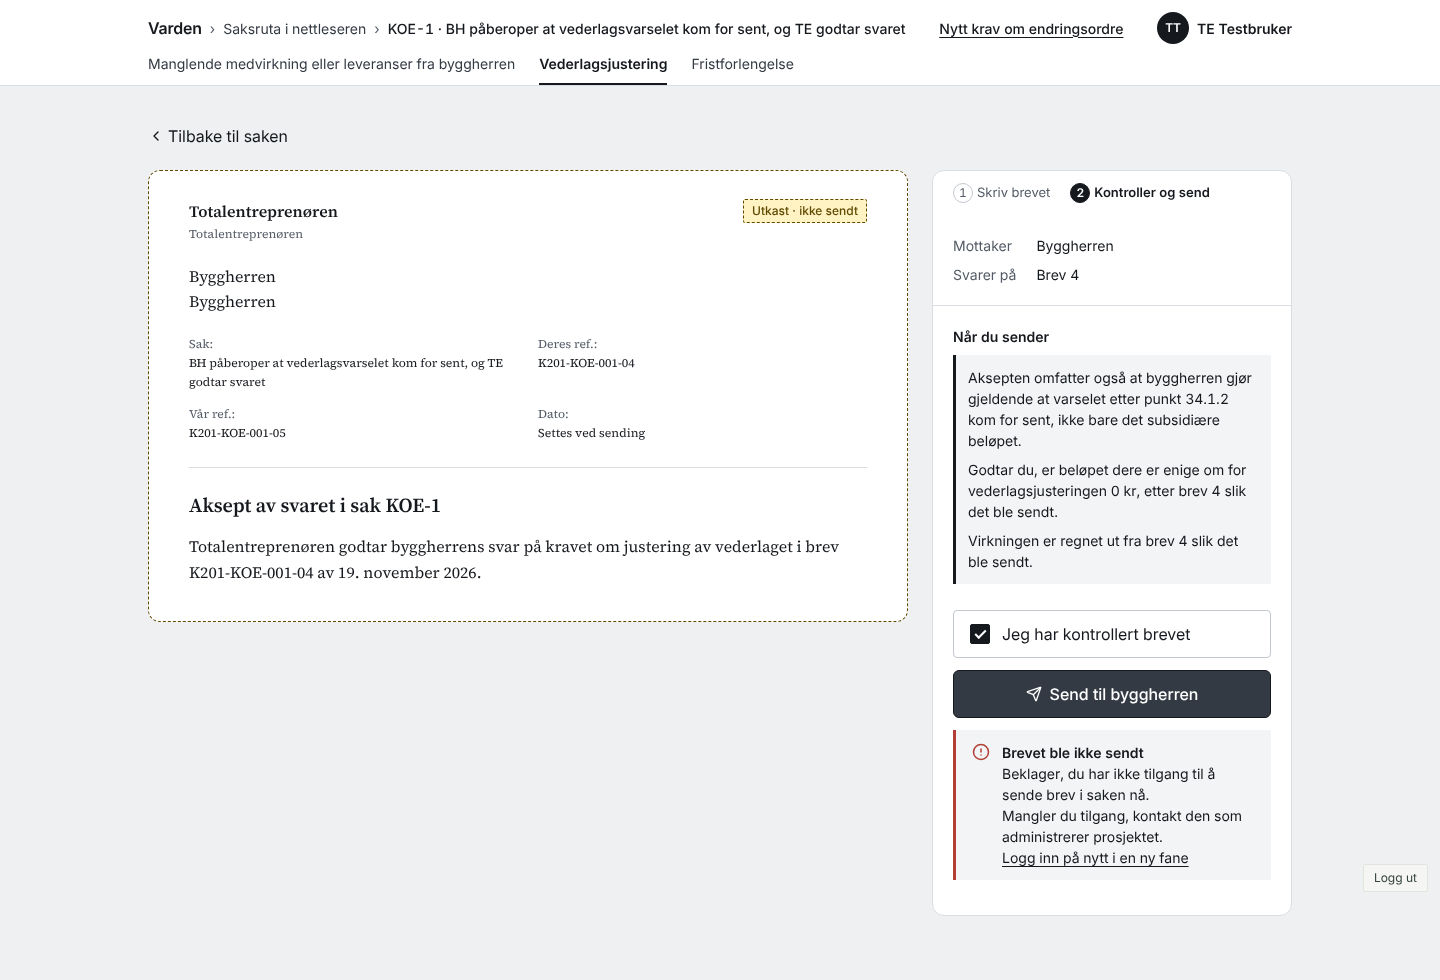 Varden › Saksruta i nettleseren › KOE-1 · BH påberoper at vederlagsvarselet kom for sent, og TE godtar svaret
Nytt krav om endringsordre
TT TE Testbruker
Manglende medvirkning eller leveranser fra byggherren
Vederlagsjustering
Fristforlengelse
Tilbake til saken
Totalentreprenøren
Utkast · ikke sendt
Totalentreprenøren
Byggherren
Byggherren
Sak:
BH påberoper at vederlagsvarselet kom for sent, og TE
godtar svaret
Deres ref.:
K201-KOE-001-04
Vår ref.:
K201-KOE-001-05
Dato:
Settes ved sending
Aksept av svaret i sak KOE-1
Totalentreprenøren godtar byggherrens svar på kravet om justering av vederlaget i brev
K201-KOE-001-04 av 19. november 2026.
1 Skriv brevet
2 Kontroller og send
Mottaker Byggherren
Svarer på Brev 4
Når du sender
Aksepten omfatter også at byggherren gjør
gjeldende at varselet etter punkt 34.1.2
kom for sent, ikke bare det subsidiære
beløpet.
Godtar du, er beløpet dere er enige om for
vederlagsjusteringen 0 kr, etter brev 4 slik
det ble sendt.
Virkningen er regnet ut fra brev 4 slik det
ble sendt.
Jeg har kontrollert brevet
Send til byggherren
Brevet ble ikke sendt
Beklager, du har ikke tilgang til å
sende brev i saken nå.
Mangler du tilgang, kontakt den som
administrerer prosjektet.
Logg inn på nytt i en ny fane
Logg ut